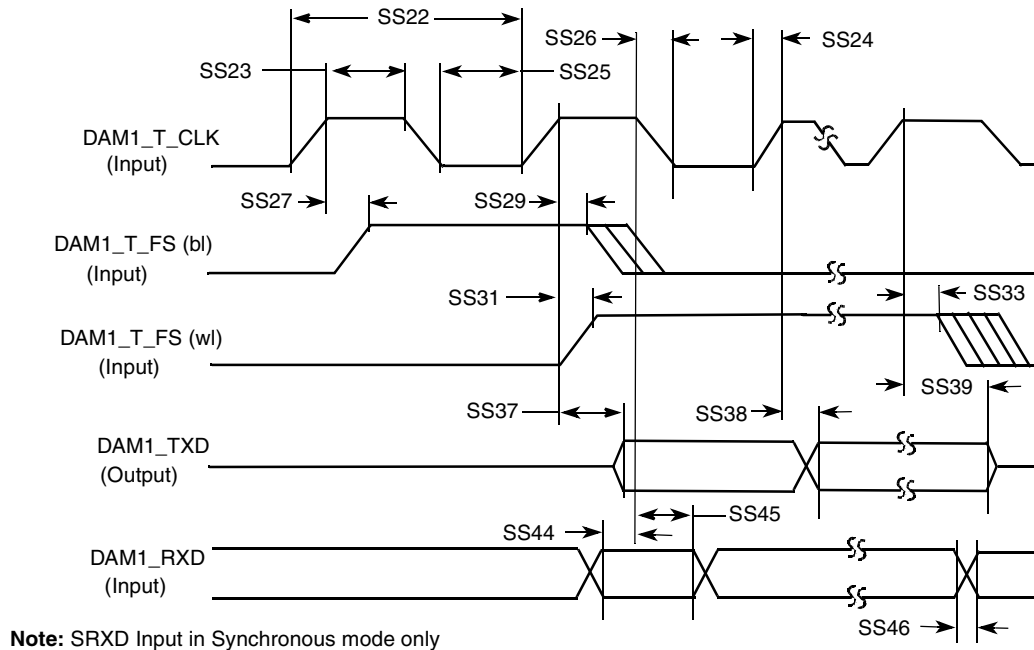 SS22
SS26
SS24
SS23
SS25
DAM1_T_CLK
(Input)
SS27
SS29
DAM1_T_FS (bl)
(Input)
SS31
SS33
DAM1_T_FS (wl)
(Input)
SS39
SS37
SS38
DAM1_TXD
(Output)
SS44
SS45
DAM1_RXD
(Input)
SS46
Note: SRXD Input in Synchronous mode only